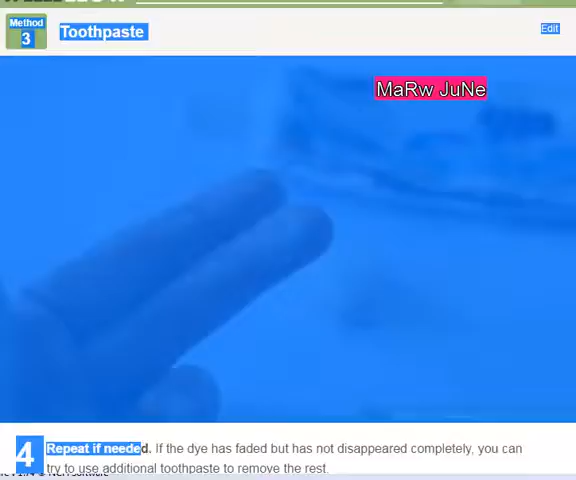 Method
3
Toothpaste
Edit
MaRw JuNe
4
Repeat if needed. If the dye has faded but has not disappeared completely, you can
try to use additional toothpaste to remove the rest.